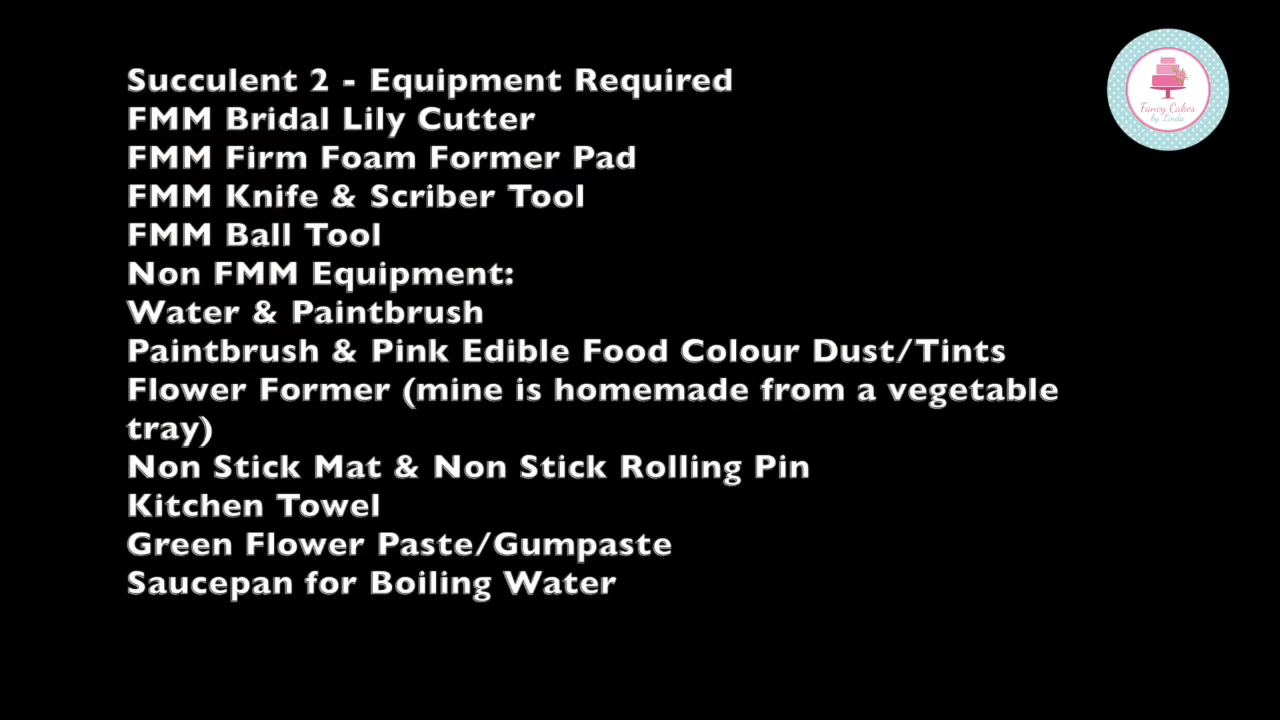 Succulent 2 - Equipment Required
FMM Bridal Lily Cutter
FMM Firm Foam Former Pad
FMM Knife & Scriber Tool
FMM Ball Tool
Non FMM Equipment:
Water & Paintbrush
Paintbrush & Pink Edible Food Colour Dust/Tints
Flower Former (mine is homemade from a vegetable
tray)
Non Stick Mat & Non Stick Rolling Pin
Kitchen Towel
Green Flower Paste/Gumpaste
Saucepan for Boiling Water
Fancy Cakes
by Linda